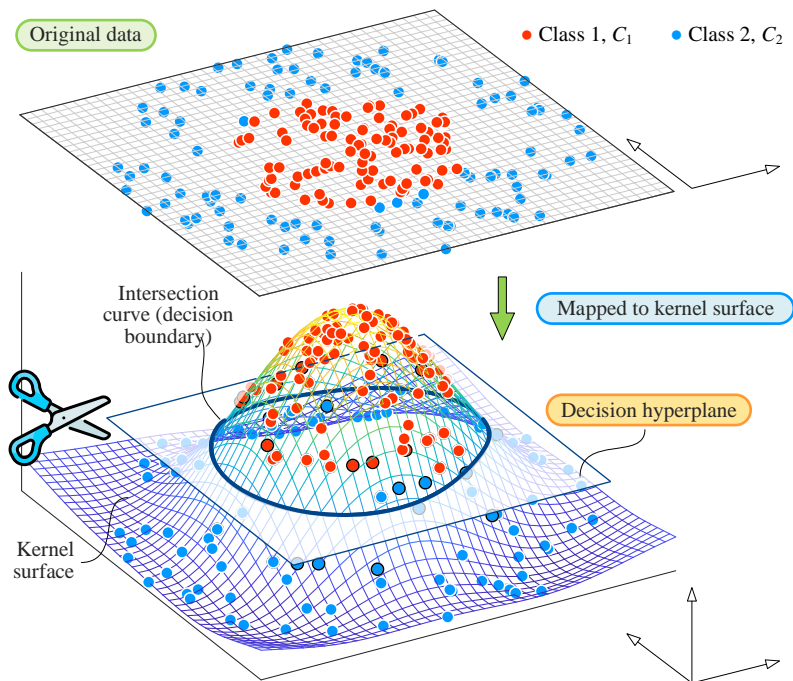 Original data
Class 1, C1
Class 2, C2
Intersection
curve (decision
boundary)
Mapped to kernel surface
Decision hyperplane
Kernel
surface